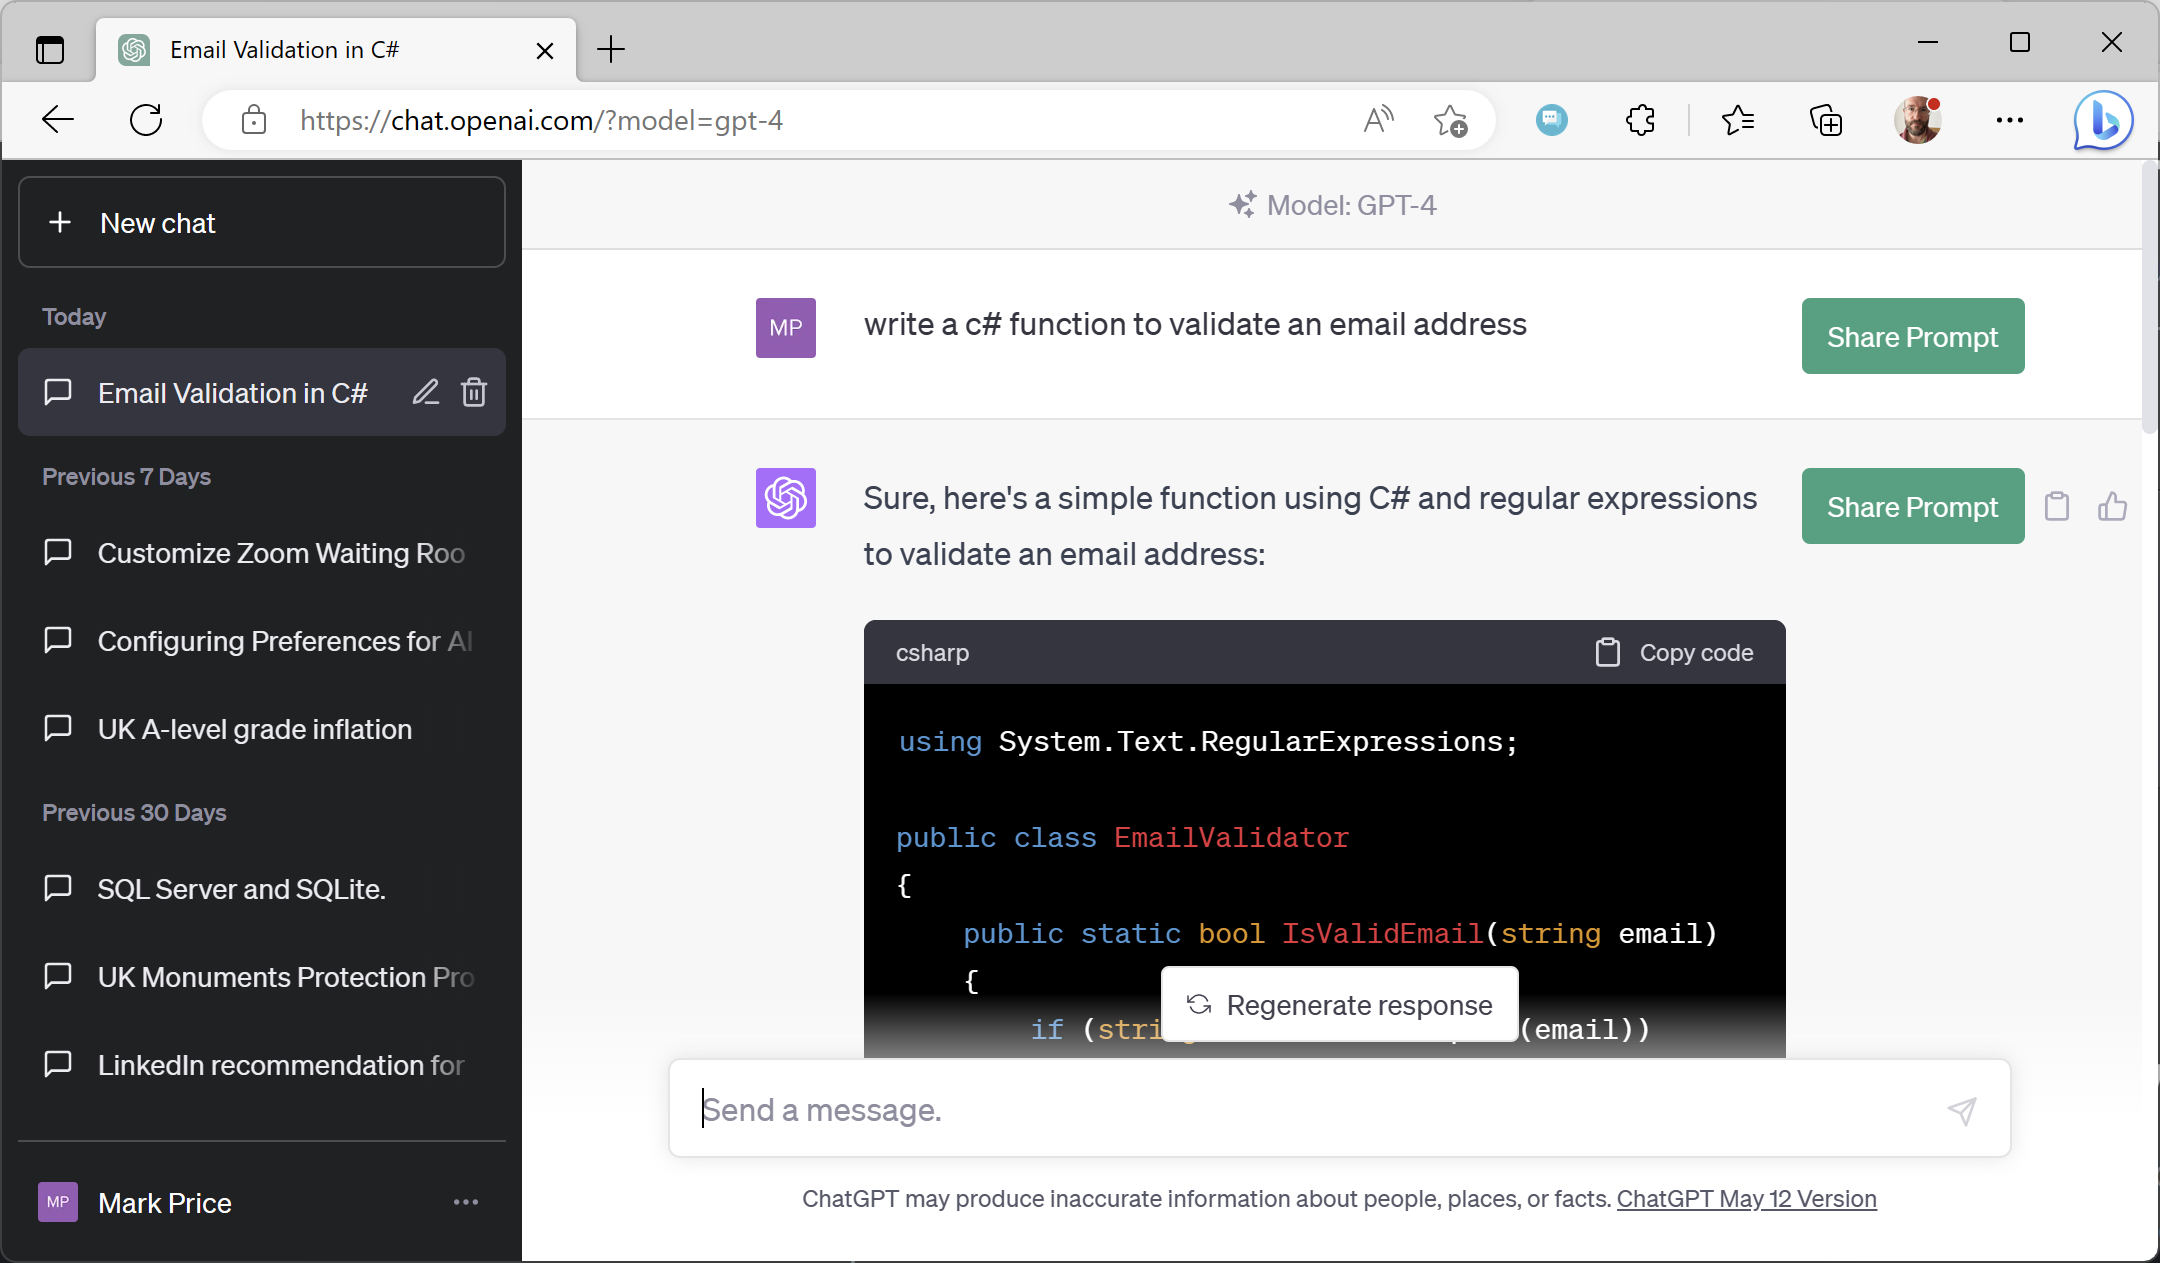 Email Validation in C#
https://chat.openai.com/?model=gpt-4
New chat
Today
Email Validation in C#
Previous 7 Days
Customize Zoom Waiting Roo
Configuring Preferences for AI
UK A-level grade inflation
Previous 30 Days
SQL Server and SQLite.
UK Monuments Protection Pro
LinkedIn recommendation for
MP
Mark Price
Model: GPT-4
MP
write a c# function to validate an email address
Share Prompt
Sure, here's a simple function using C# and regular expressions
to validate an email address:
Share Prompt
csharp
Copy code
using System.Text.RegularExpressions;
public class EmailValidator
{
public static bool IsValidEmail(string email)
{
if (stri
(email))
Regenerate response
Send a message.
ChatGPT may produce inaccurate information about people, places, or facts. ChatGPT May 12 Version